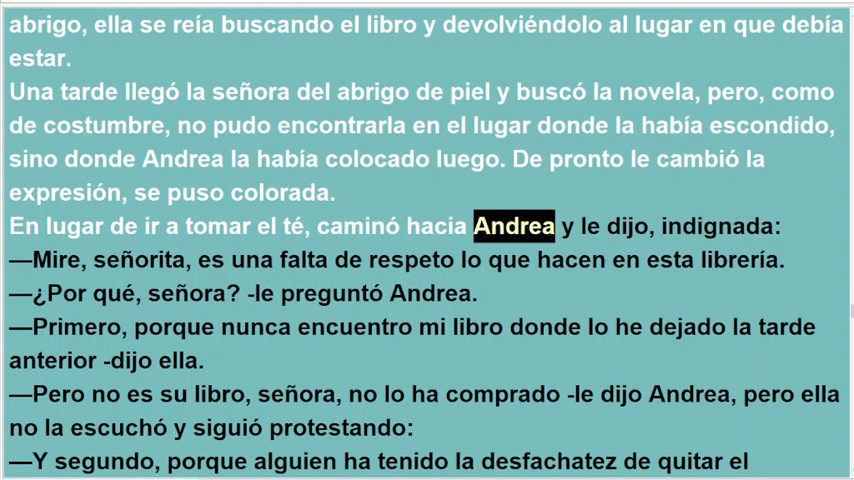 abrigo, ella se reía buscando el libro y devolviéndolo al lugar en que debía
estar.
Una tarde llegó la señora del abrigo de piel y buscó la novela, pero, como
de costumbre, no pudo encontrarla en el lugar donde la había escondido,
sino donde Andrea la había colocado luego. De pronto le cambió la
expresión, se puso colorada.
En lugar de ir a tomar el té, caminó hacia Andrea y le dijo, indignada:
—Mire, señorita, es una falta de respeto lo que hacen en esta librería.
—¿Por qué, señora? -le preguntó Andrea.
—Primero, porque nunca encuentro mi libro donde lo he dejado la tarde
anterior -dijo ella.
—Pero no es su libro, señora, no lo ha comprado -le dijo Andrea, pero ella
no la escuchó y siguió protestando:
—Y segundo, porque alguien ha tenido la desfachatez de quitar el